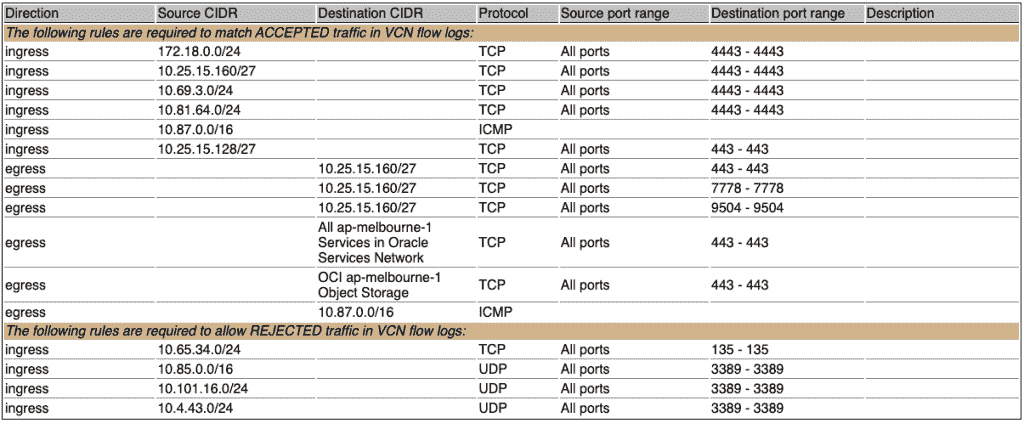 Direction Source CIDR Destination CIDR Protocol Source port range Destination port range Description
The following rules are required to match ACCEPTED traffic in VCN flow logs:
ingress 172.18.0.0/24 TCP All ports 4443 - 4443
ingress 10.25.15.160/27 TCP All ports 4443 - 4443
ingress 10.69.3.0/24 TCP All ports 4443 - 4443
ingress 10.81.64.0/24 TCP All ports 4443 - 4443
ingress 10.87.0.0/16 ICMP
ingress 10.25.15.128/27 TCP All ports 443 - 443
egress 10.25.15.160/27 TCP All ports 443 - 443
egress 10.25.15.160/27 TCP All ports 7778 - 7778
egress 10.25.15.160/27 TCP All ports 9504 - 9504
All ap-melbourne-1
egress Services in Oracle TCP All ports 443 - 443
Services Network
egress OCI ap-melbourne-1 TCP All ports 443 - 443
Object Storage
egress 10.87.0.0/16 ICMP
The following rules are required to allow REJECTED traffic in VCN flow logs:
ingress 10.65.34.0/24 TCP All ports 135 - 135
ingress 10.85.0.0/16 UDP All ports 3389 - 3389
ingress 10.101.16.0/24 UDP All ports 3389 - 3389
ingress 10.4.43.0/24 UDP All ports 3389 - 3389